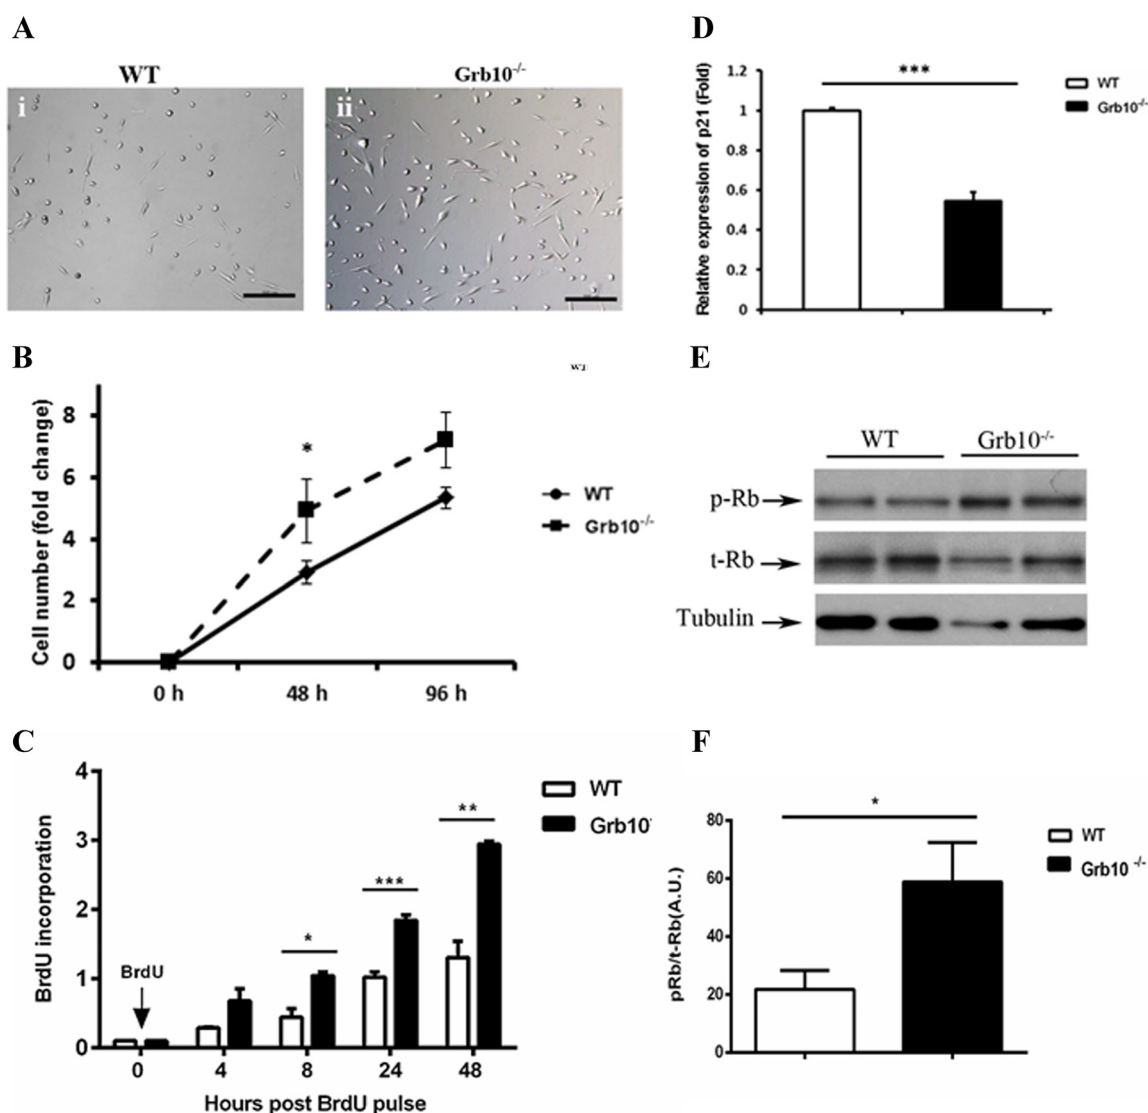 A
WT
Grb10-/-
i
ii
B
Cell number (fold change)
8
6
4
2
0
*
0 h
48 h
96 h
WT
Grb10-/-
C
BrdU incorporation
4
3
2
1
0
BrdU
*
***
**
WT
Grb10-
0
4
8
24
48
Hours post BrdU pulse
D
Relative expression of p21 (Fold)
1.2
1
0.8
0.6
0.4
0.2
0
***
WT
Grb10-/-
E
WT
Grb10-/-
p-Rb
t-Rb
Tubulin
F
pRb/t-Rb(A.U.)
80
60
40
20
0
*
WT
Grb10 -/-